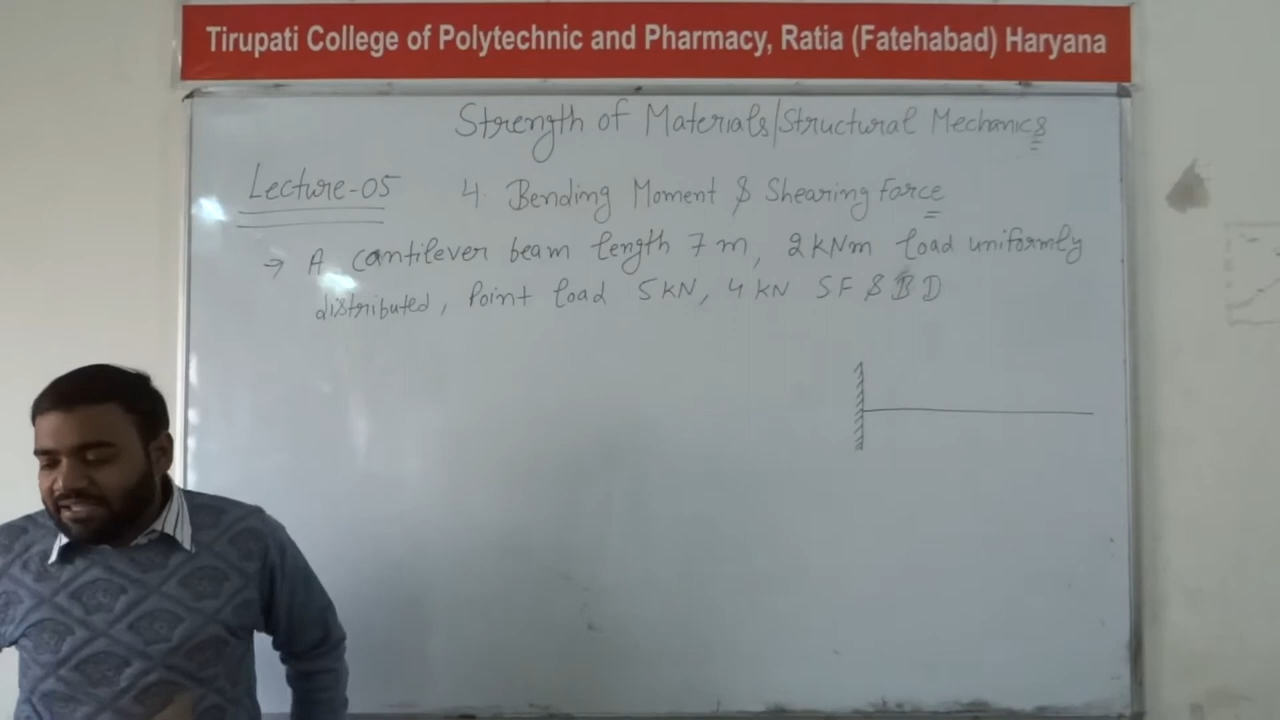 Tirupati College of Polytechnic and Pharmacy, Ratia (Fatehabad) Haryana
Strength of Materials/Structural Mechanics
Lecture-05 4. Bending Moment & Shearing Force
→ A cantilever beam length 7 m, 2 kNm load uniformly
distributed, Point load 5 kN, 4 kN SF & BD